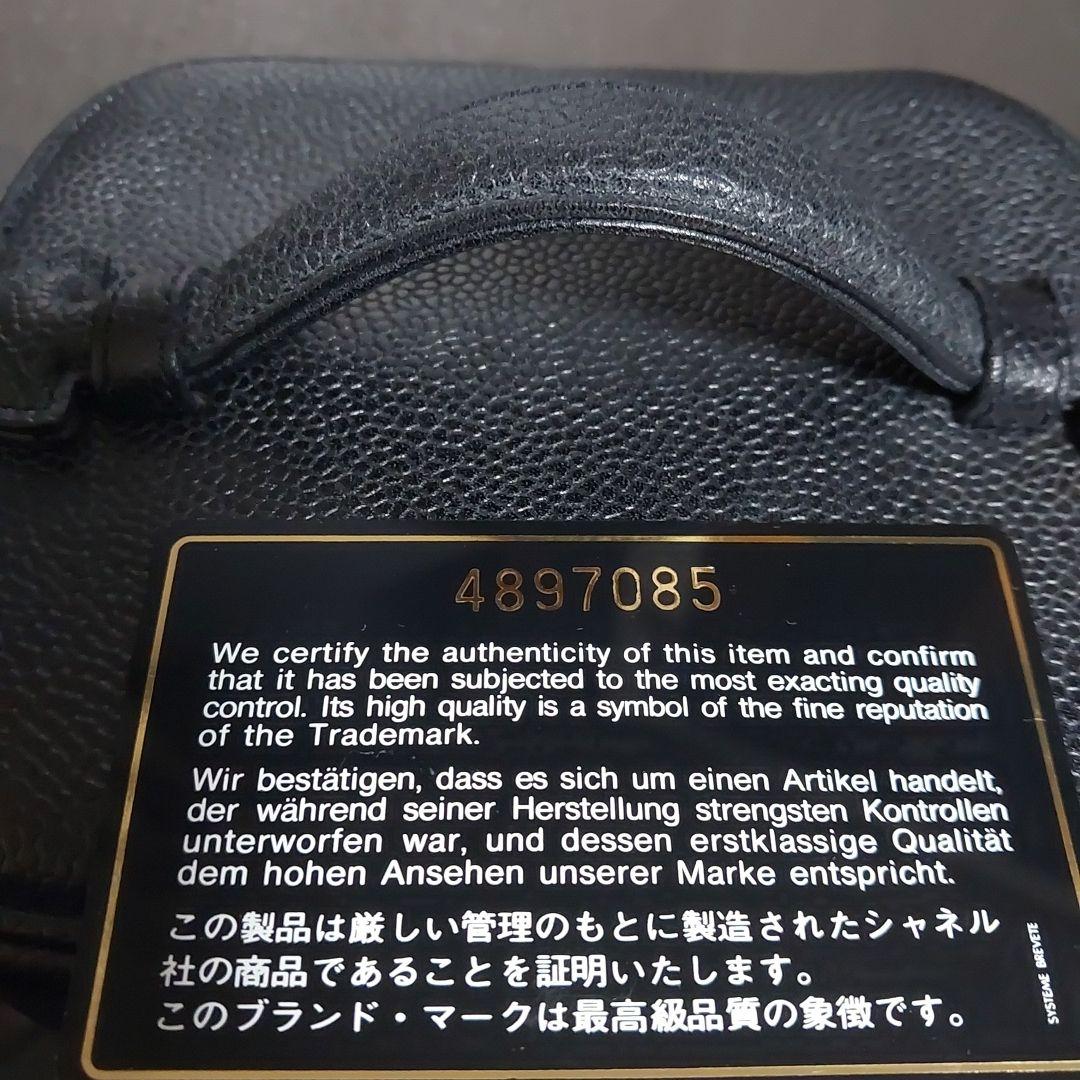 4897085
We certify the authenticity of this item and confirm
that it has been subjected to the most exacting quality
control. Its high quality is a symbol of the fine reputation
of the Trademark.
Wir bestätigen, dass es sich um einen Artikel handelt,
der während seiner Herstellung strengsten Kontrollen
unterworfen war, und dessen erstklassige Qualität
dem hohen Ansehen unserer Marke entspricht.
この製品は厳しい管理のもとに製造されたシャネル
社の商品であることを証明いたします。
このブランド・マークは最高級品質の象徴です。
SYSTEME BREVETE